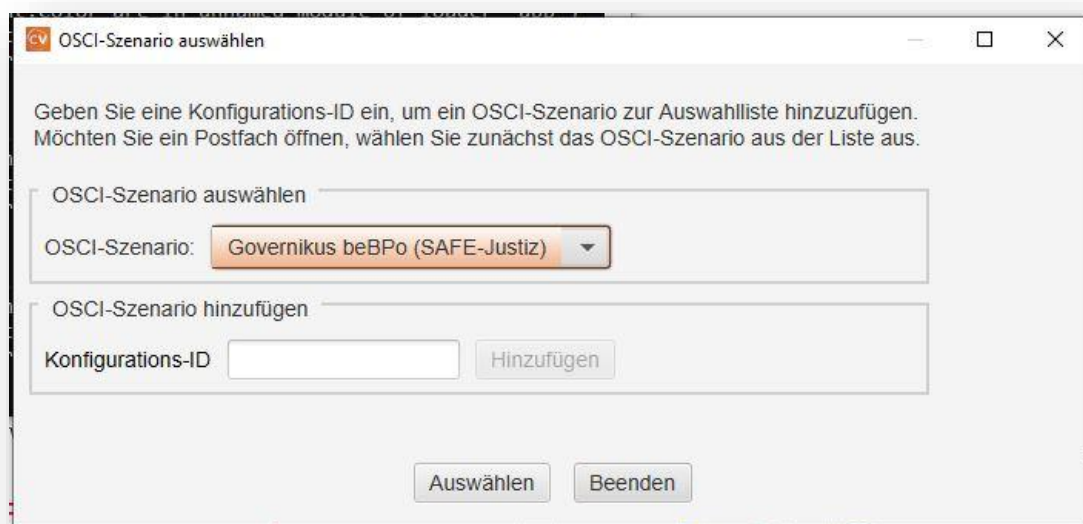 CV OSCI-Szenario auswählen
Geben Sie eine Konfigurations-ID ein, um ein OSCI-Szenario zur Auswahlliste hinzuzufügen.
Möchten Sie ein Postfach öffnen, wählen Sie zunächst das OSCI-Szenario aus der Liste aus.
OSCI-Szenario auswählen
OSCI-Szenario: Governikus beBPo (SAFE-Justiz)
OSCI-Szenario hinzufügen
Konfigurations-ID Hinzufügen
Auswählen Beenden